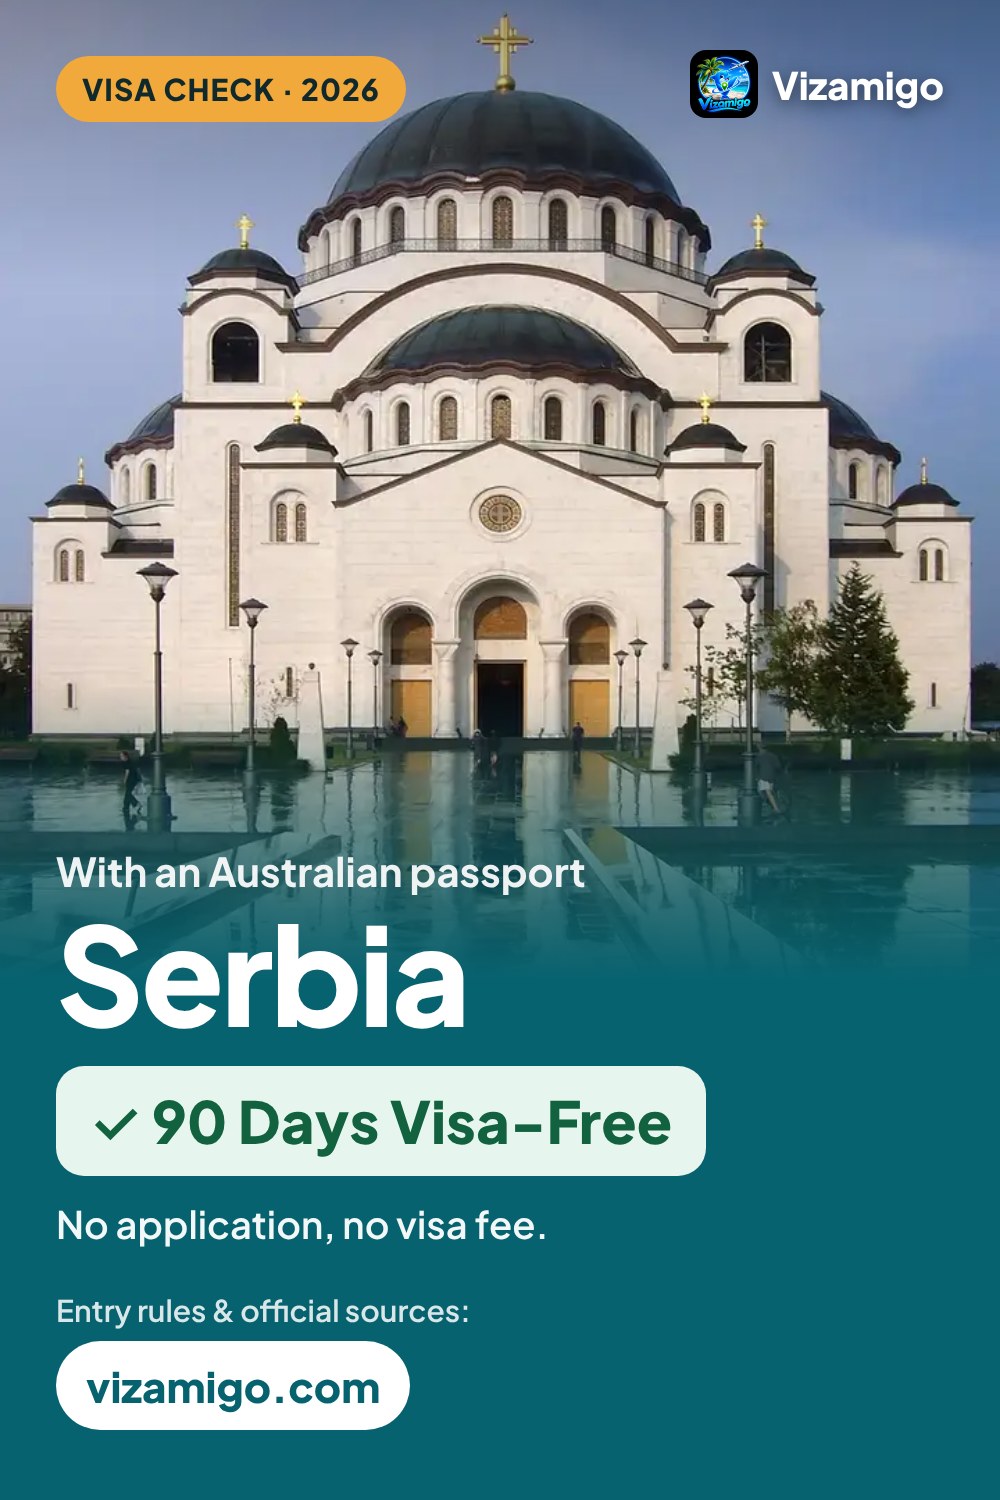 VISA CHECK · 2026
Vizamigo
Vizamigo
With an Australian passport
Serbia
✓ 90 Days Visa-Free
No application, no visa fee.
Entry rules & official sources:
vizamigo.com